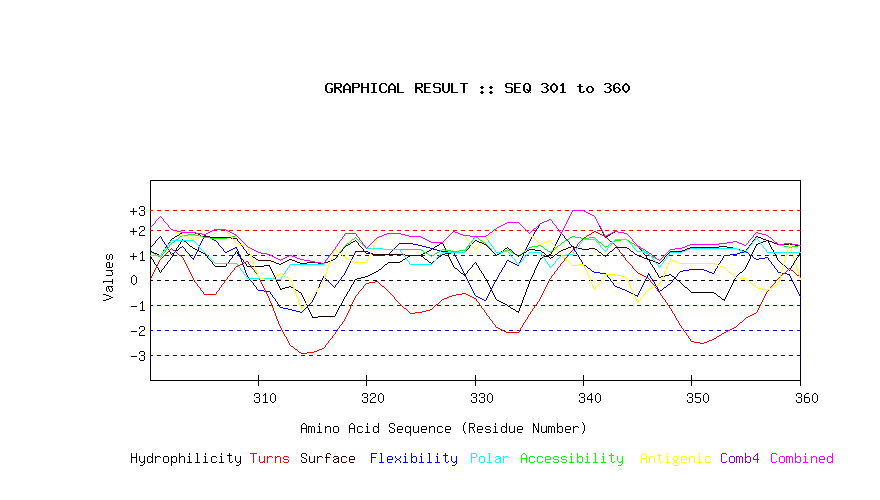 GRAPHICAL RESULT :: SEQ 301 to 360
+3
+2
+1
0
-1
-2
-3
Values
310 320 330 340 350 360
Amino Acid Sequence (Residue Number)
Hydrophilicity Turns Surface Flexibility Polar Accessibility Antigenic Comb4 Combined